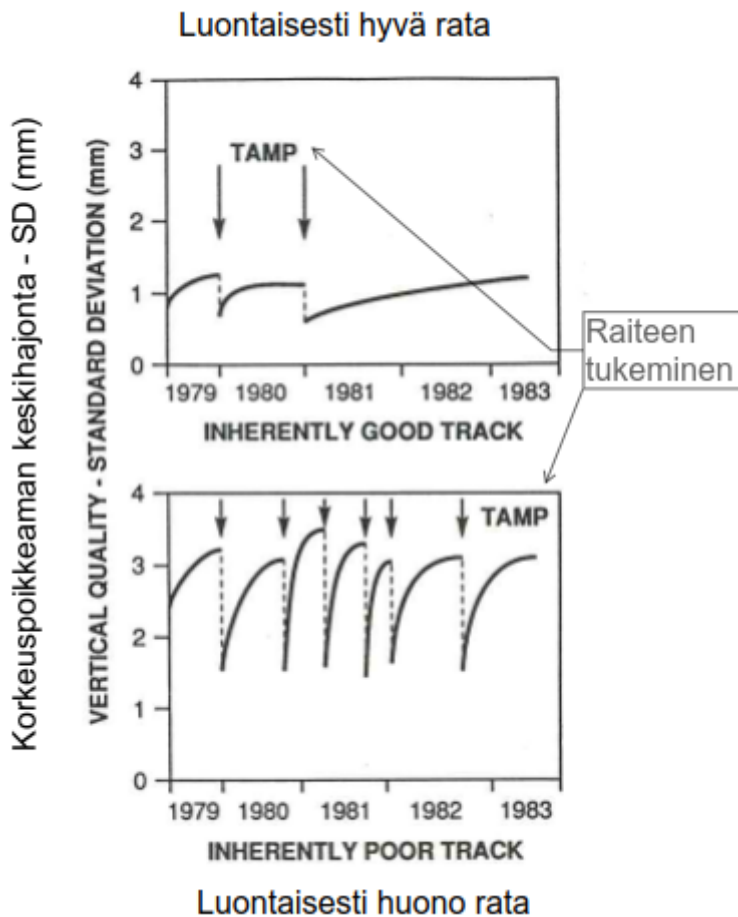 Luontaisesti hyvä rata
Korkeuspoikkeaman keskihajonta - SD (mm)
VERTICAL QUALITY - STANDARD DEVIATION (mm)
4
3
2
1
0
TAMP
1979 1980 1981 1982 1983
INHERENTLY GOOD TRACK
Raiteen
tukeminen
4
3
2
1
0
TAMP
1979 1980 1981 1982 1983
INHERENTLY POOR TRACK
Luontaisesti huono rata